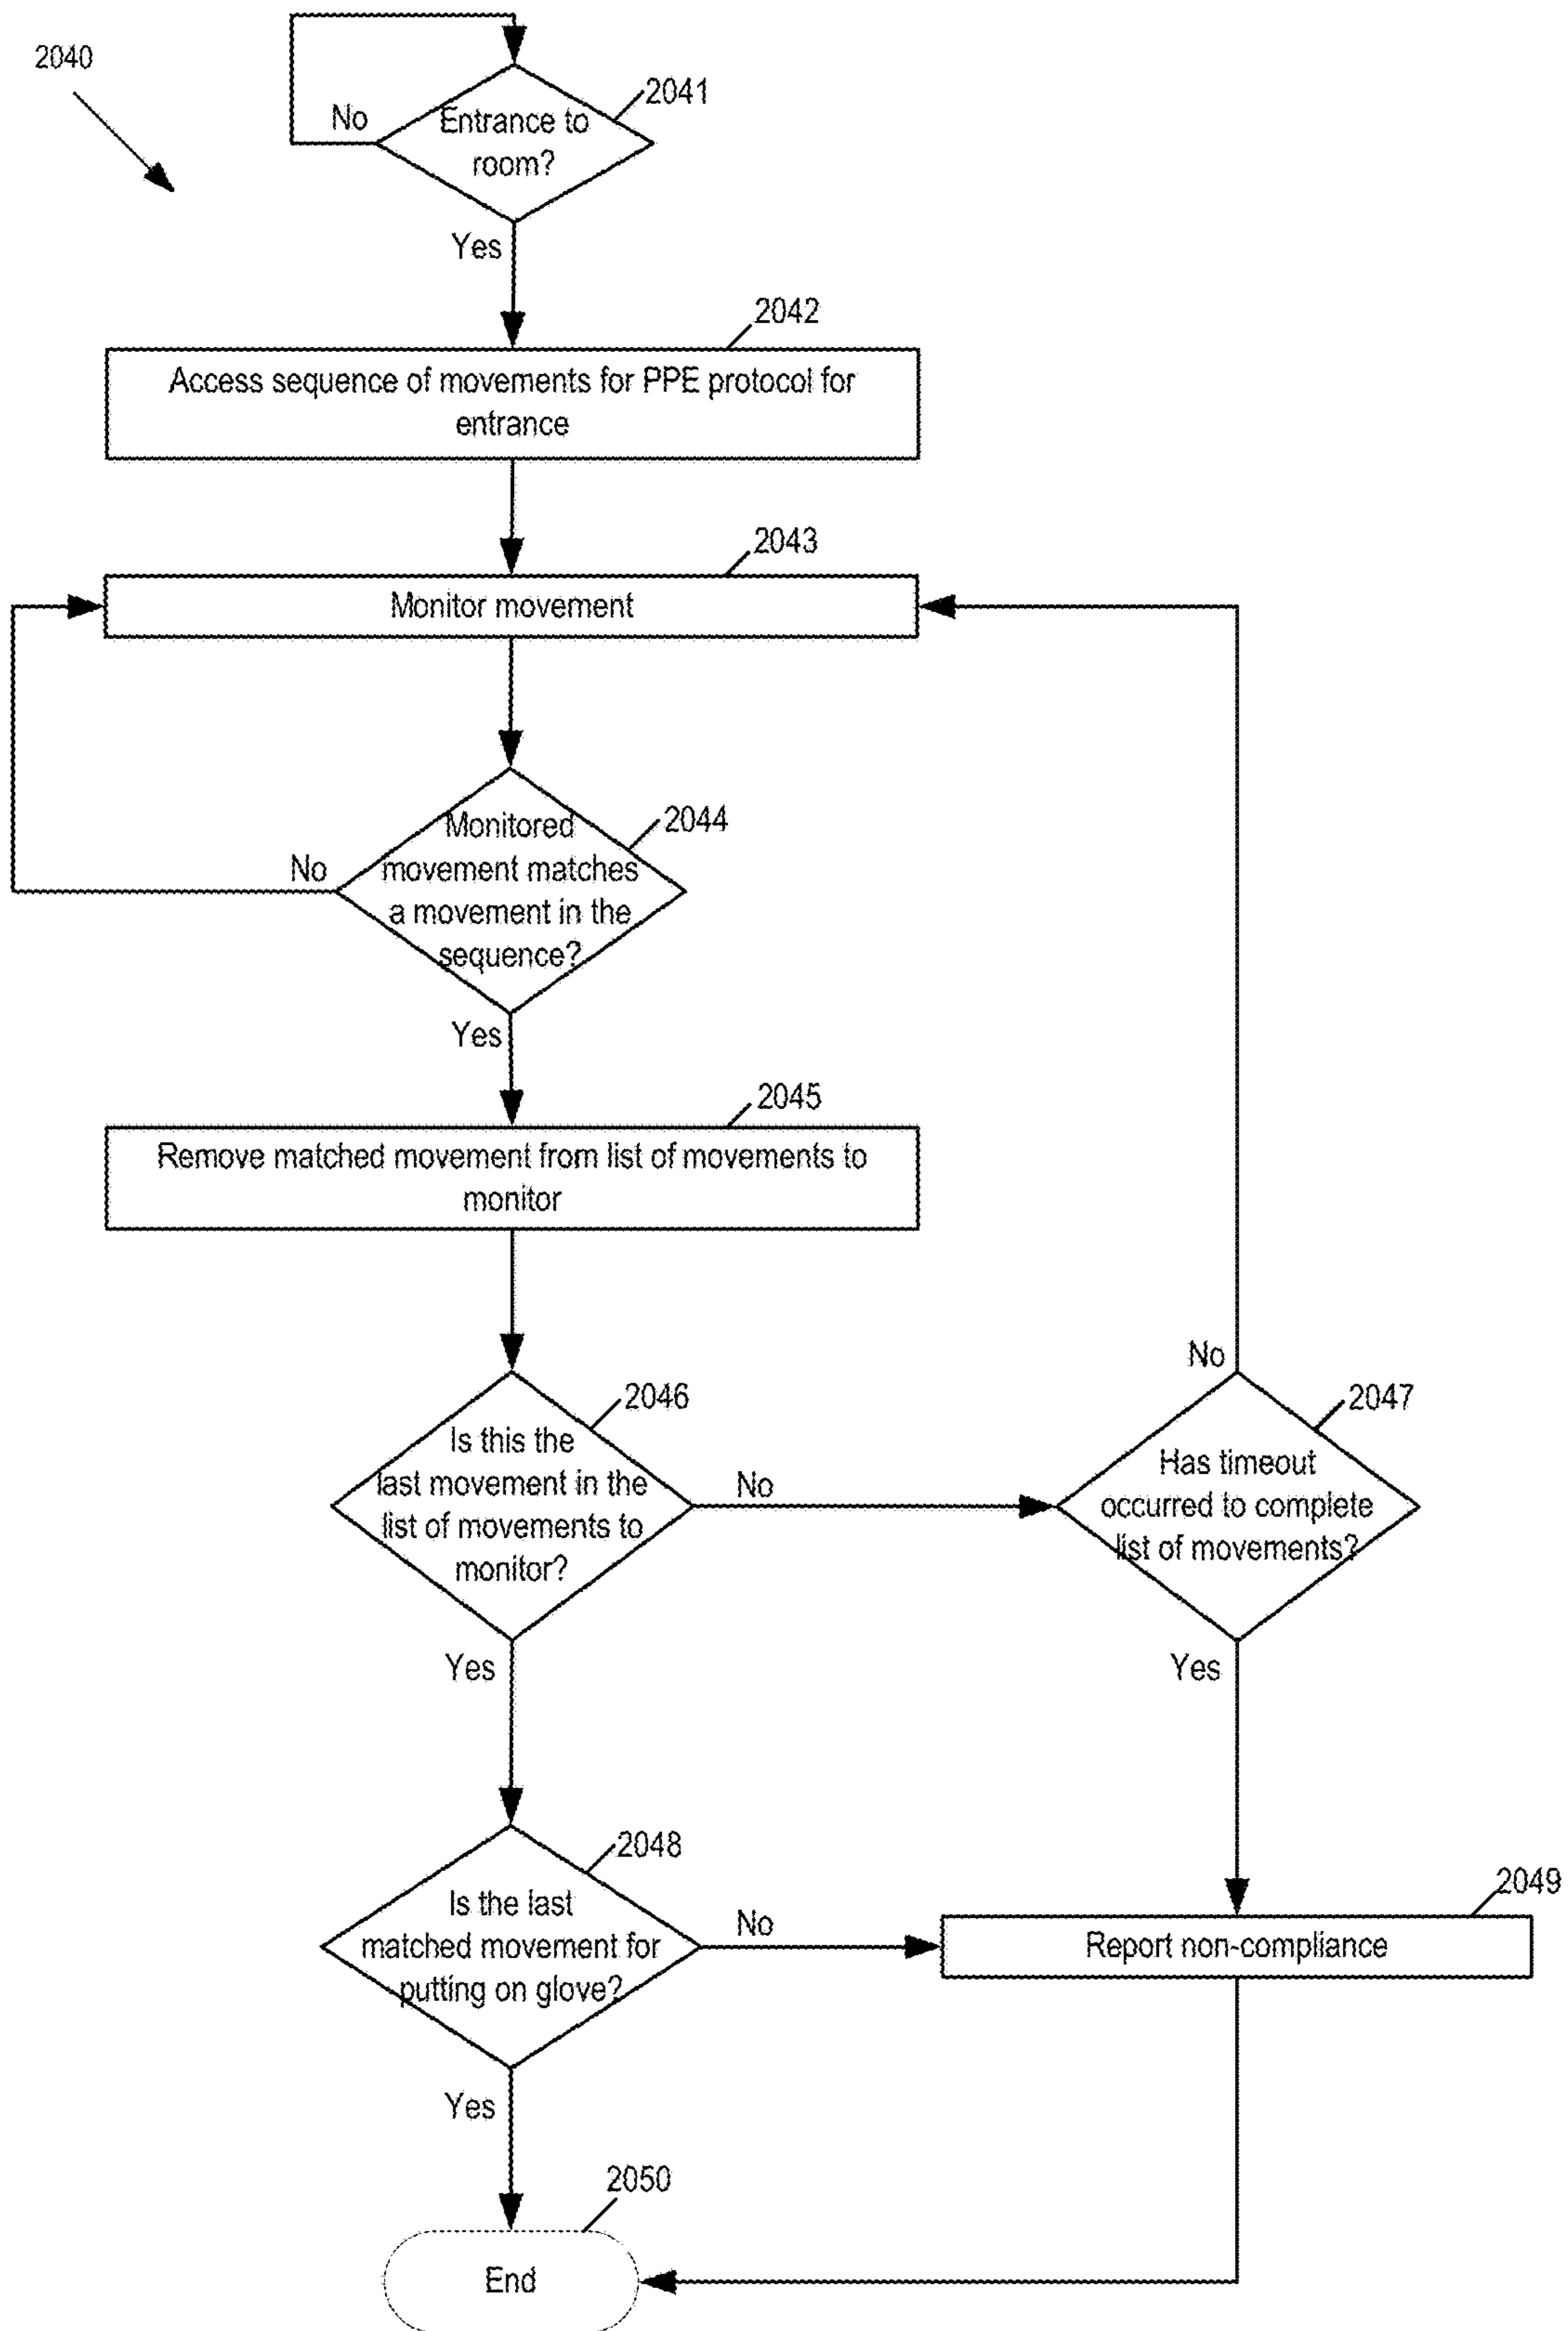 2040
2041
No
Entrance to
room?
Yes
2042
Access sequence of movements for PPE protocol for
entrance
2043
Monitor movement
2044
Monitored
movement matches
a movement in the
sequence?
No
Yes
2045
Remove matched movement from list of movements to
monitor
No
2046
2047
Is this the
last movement in the
list of movements to
monitor?
No
Has timeout
occurred to complete
list of movements?
Yes
Yes
2048
2049
Is the last
matched movement for
putting on glove?
No
Report non-compliance
Yes
2050
End